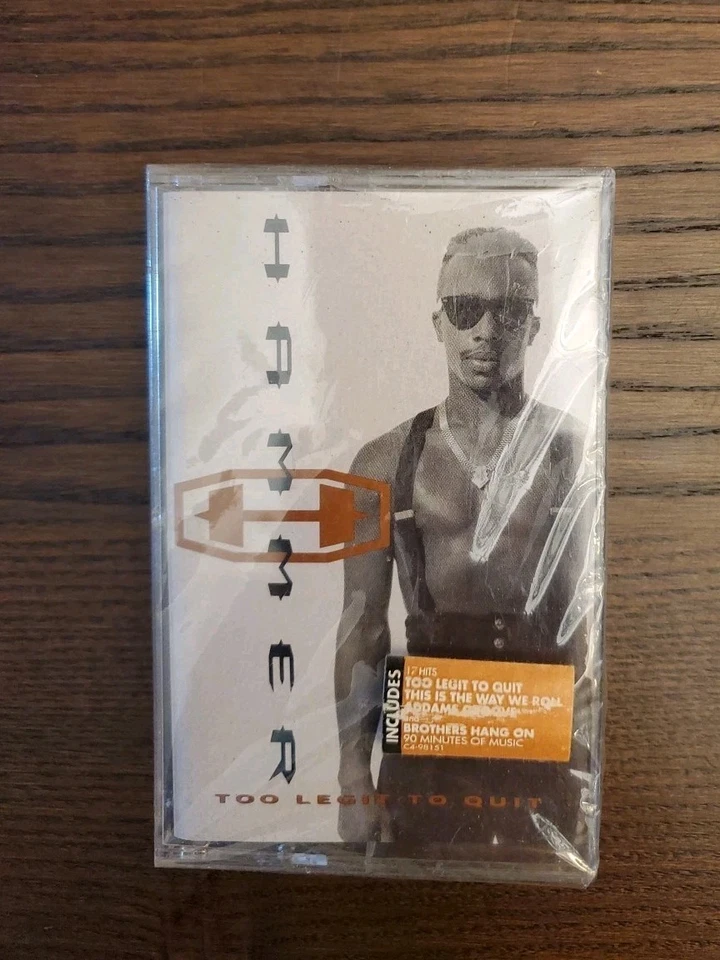 HAMMER
H
INCLUDES
17 HITS
TOO LEGIT TO QUIT
THIS IS THE WAY WE ROLL
ADDAMS GROOVE
and
BROTHERS HANG ON
90 MINUTES OF MUSIC
C4-98151
TOO LEGIT TO QUIT